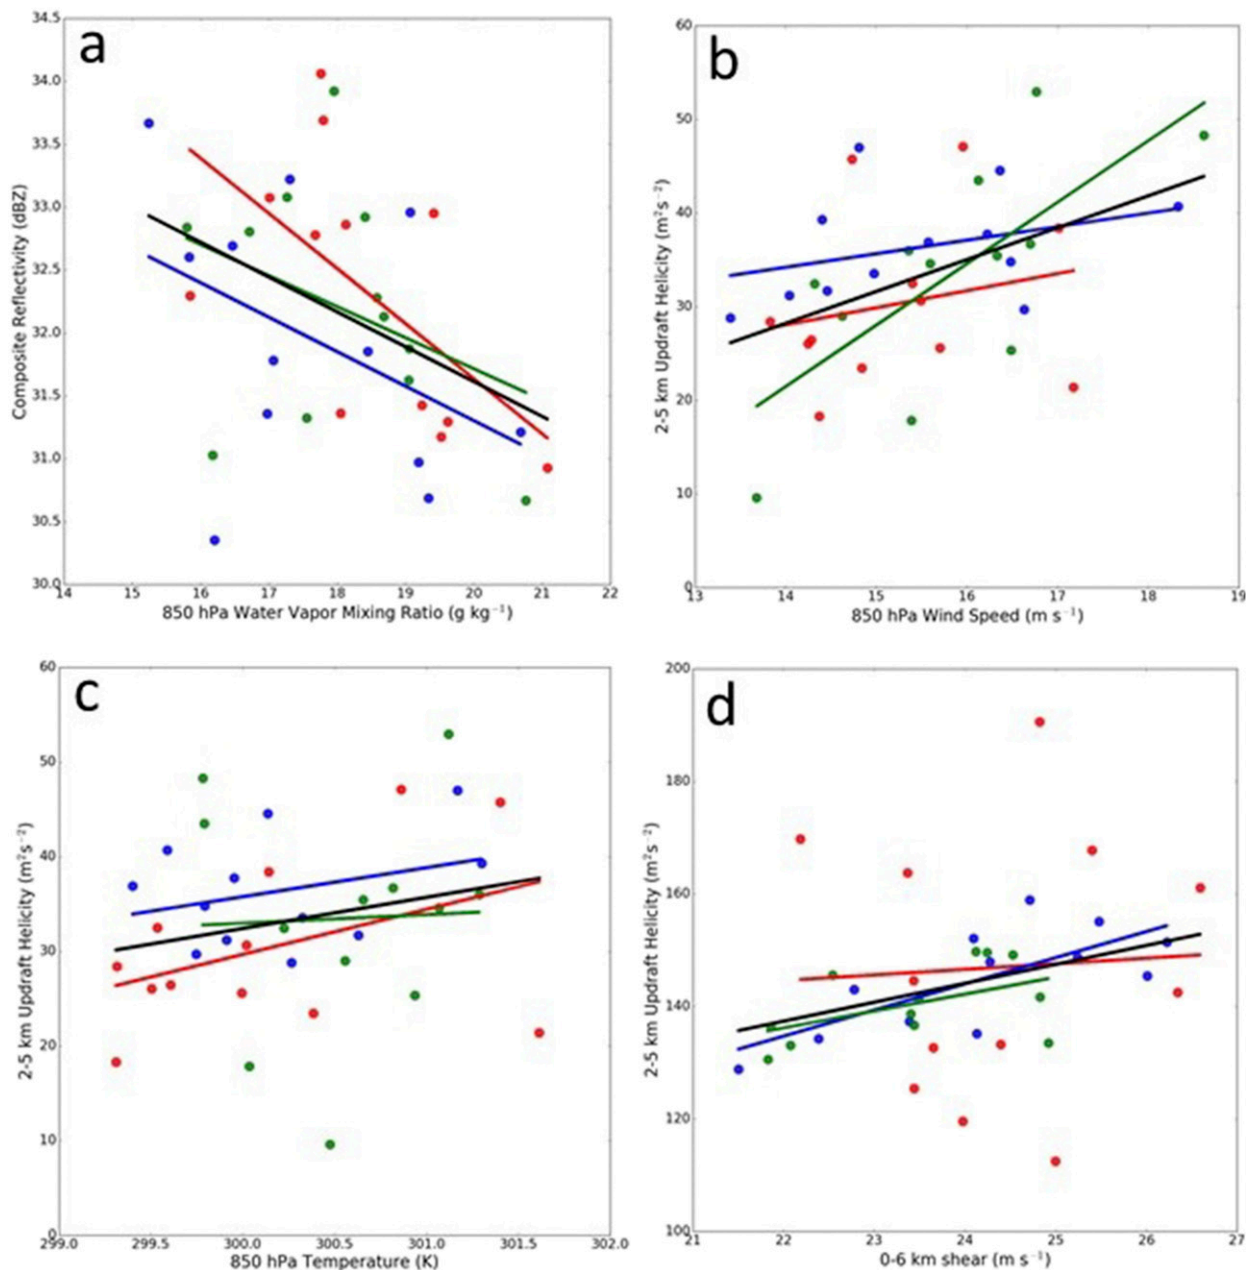 a
34.5
34.0
33.5
33.0
32.5
32.0
31.5
31.0
30.5
30.0
Composite Reflectivity (dBZ)
14 15 16 17 18 19 20 21 22
850 hPa Water Vapor Mixing Ratio (g kg⁻¹)
b
60
50
40
30
20
10
0
2-5 km Updraft Helicity (m²s⁻²)
13 14 15 16 17 18 19
850 hPa Wind Speed (m s⁻¹)
c
60
50
40
30
20
10
0
2-5 km Updraft Helicity (m²s⁻²)
299.0 299.5 300.0 300.5 301.0 301.5 302.0
850 hPa Temperature (K)
d
200
180
160
140
120
100
2-5 km Updraft Helicity (m²s⁻²)
21 22 23 24 25 26 27
0-6 km shear (m s⁻¹)